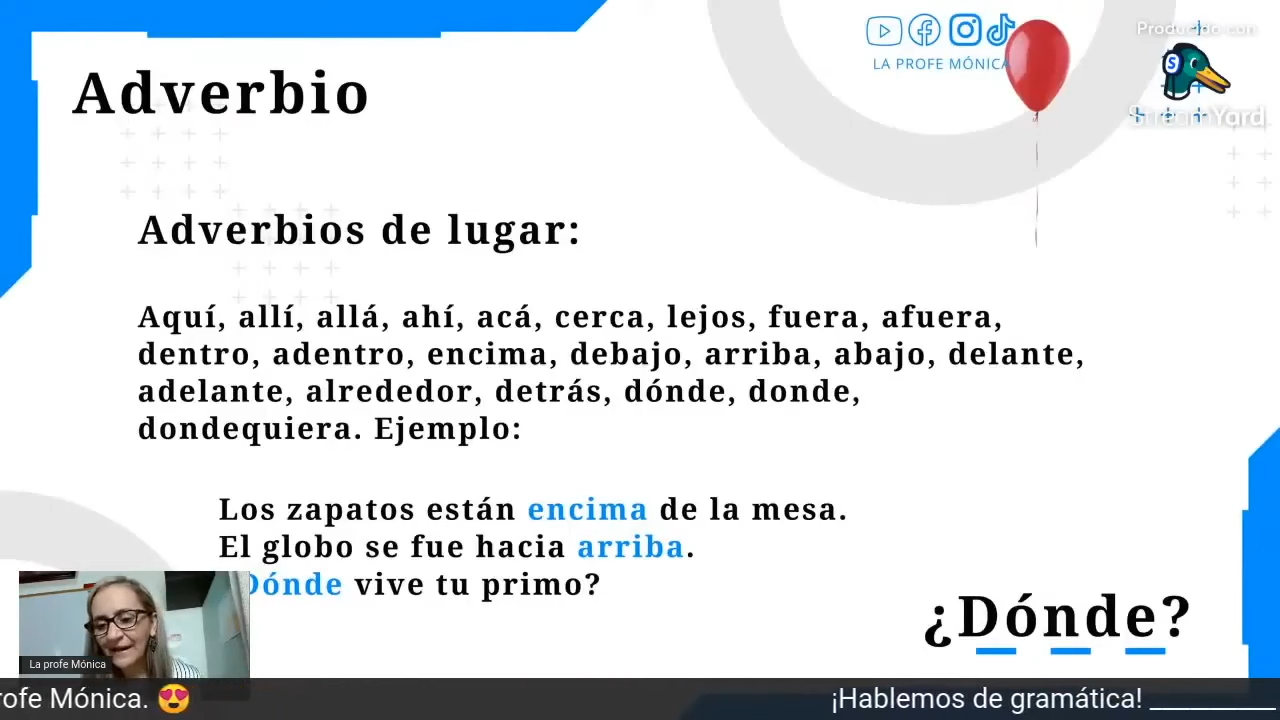 Producido con
LA PROFE MÓNICA
StreamYard
Adverbio
Adverbios de lugar:
Aquí, allí, allá, ahí, acá, cerca, lejos, fuera, afuera,
dentro, adentro, encima, debajo, arriba, abajo, delante,
adelante, alrededor, detrás, dónde, donde,
dondequiera. Ejemplo:
Los zapatos están encima de la mesa.
El globo se fue hacia arriba.
Dónde vive tu primo?
¿Dónde?
La profe Mónica
rofe Mónica. 😍 ¡Hablemos de gramática! __________